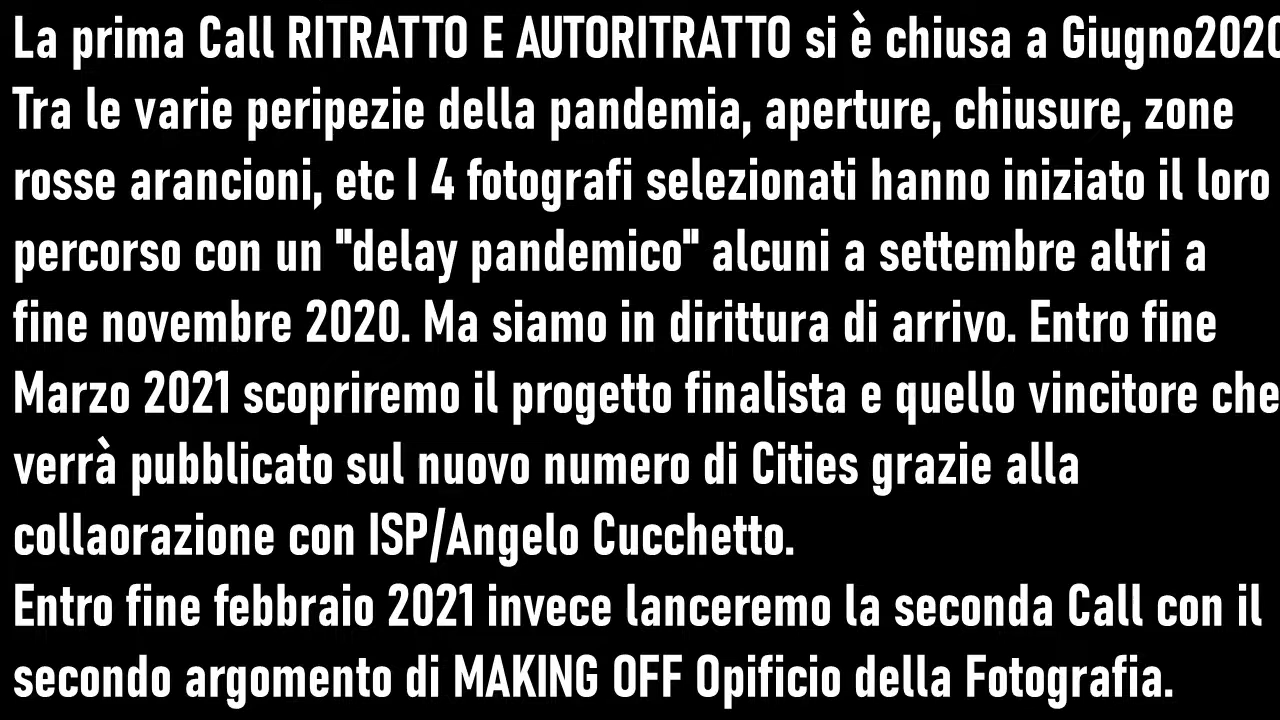 La prima Call RITRATTO E AUTORITRATTO si è chiusa a Giugno2020
Tra le varie peripezie della pandemia, aperture, chiusure, zone
rosse arancioni, etc I 4 fotografi selezionati hanno iniziato il loro
percorso con un "delay pandemico" alcuni a settembre altri a
fine novembre 2020. Ma siamo in dirittura di arrivo. Entro fine
Marzo 2021 scopriremo il progetto finalista e quello vincitore che
verrà pubblicato sul nuovo numero di Cities grazie alla
collaorazione con ISP/Angelo Cucchetto.
Entro fine febbraio 2021 invece lanceremo la seconda Call con il
secondo argomento di MAKING OFF Opificio della Fotografia.